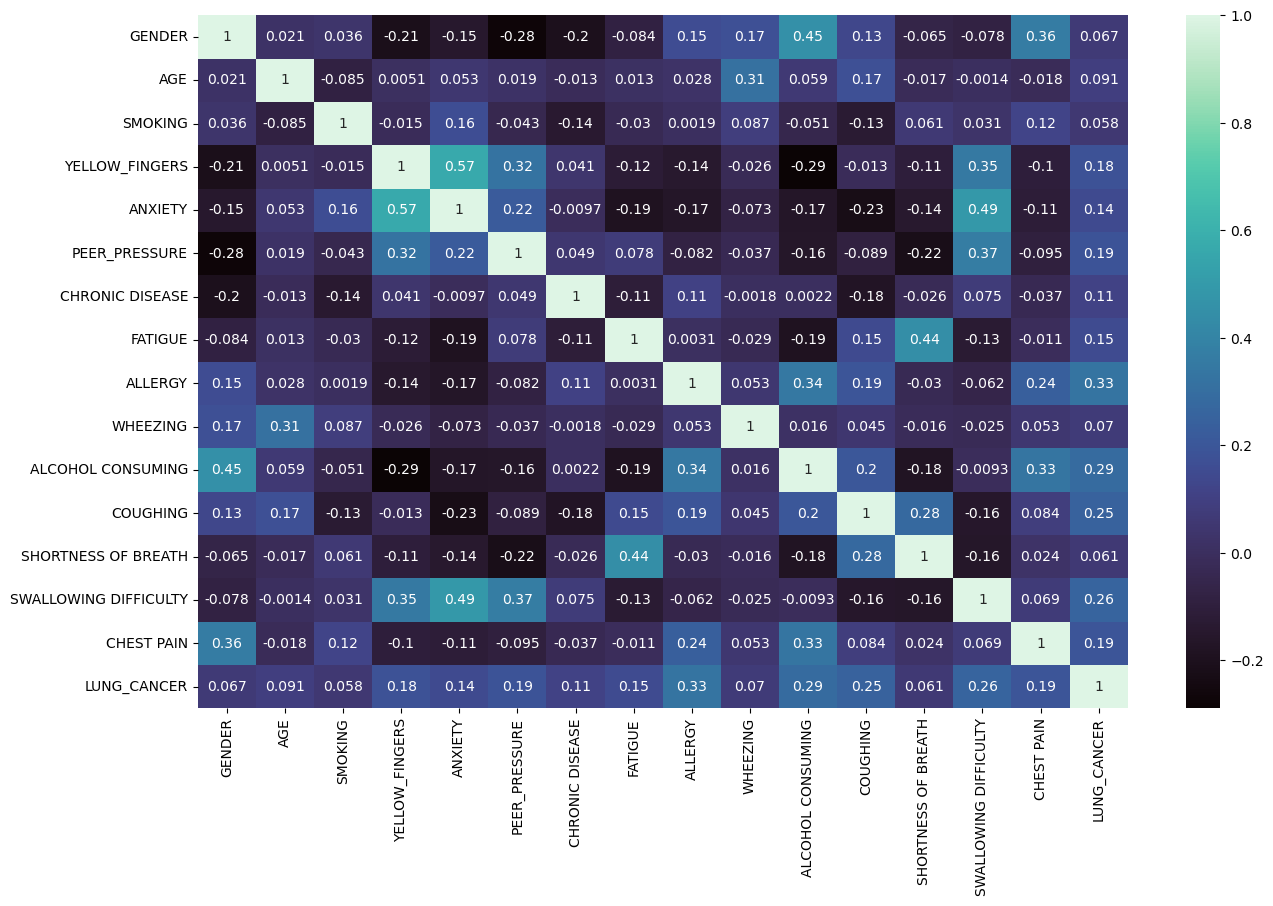 GENDER 1 0.021 0.036 -0.21 -0.15 -0.28 -0.2 -0.084 0.15 0.17 0.45 0.13 -0.065 -0.078 0.36 0.067
AGE 0.021 1 -0.085 0.0051 0.053 0.019 -0.013 0.013 0.028 0.31 0.059 0.17 -0.017 -0.0014 -0.018 0.091
SMOKING 0.036 -0.085 1 -0.015 0.16 -0.043 -0.14 -0.03 0.0019 0.087 -0.051 -0.13 0.061 0.031 0.12 0.058
YELLOW_FINGERS -0.21 0.0051 -0.015 1 0.57 0.32 0.041 -0.12 -0.14 -0.026 -0.29 -0.013 -0.11 0.35 -0.1 0.18
ANXIETY -0.15 0.053 0.16 0.57 1 0.22 -0.0097 -0.19 -0.17 -0.073 -0.17 -0.23 -0.14 0.49 -0.11 0.14
PEER_PRESSURE -0.28 0.019 -0.043 0.32 0.22 1 0.049 0.078 -0.082 -0.037 -0.16 -0.089 -0.22 0.37 -0.095 0.19
CHRONIC DISEASE -0.2 -0.013 -0.14 0.041 -0.0097 0.049 1 -0.11 0.11 -0.0018 0.0022 -0.18 -0.026 0.075 -0.037 0.11
FATIGUE -0.084 0.013 -0.03 -0.12 -0.19 0.078 -0.11 1 0.0031 -0.029 -0.19 0.15 0.44 -0.13 -0.011 0.15
ALLERGY 0.15 0.028 0.0019 -0.14 -0.17 -0.082 0.11 0.0031 1 0.053 0.34 0.19 -0.03 -0.062 0.24 0.33
WHEEZING 0.17 0.31 0.087 -0.026 -0.073 -0.037 -0.0018 -0.029 0.053 1 0.016 0.045 -0.016 -0.025 0.053 0.07
ALCOHOL CONSUMING 0.45 0.059 -0.051 -0.29 -0.17 -0.16 0.0022 -0.19 0.34 0.016 1 0.2 -0.18 -0.0093 0.33 0.29
COUGHING 0.13 0.17 -0.13 -0.013 -0.23 -0.089 -0.18 0.15 0.19 0.045 0.2 1 0.28 -0.16 0.084 0.25
SHORTNESS OF BREATH -0.065 -0.017 0.061 -0.11 -0.14 -0.22 -0.026 0.44 -0.03 -0.016 -0.18 0.28 1 -0.16 0.024 0.061
SWALLOWING DIFFICULTY -0.078 -0.0014 0.031 0.35 0.49 0.37 0.075 -0.13 -0.062 -0.025 -0.0093 -0.16 -0.16 1 0.069 0.26
CHEST PAIN 0.36 -0.018 0.12 -0.1 -0.11 -0.095 -0.037 -0.011 0.24 0.053 0.33 0.084 0.024 0.069 1 0.19
LUNG_CANCER 0.067 0.091 0.058 0.18 0.14 0.19 0.11 0.15 0.33 0.07 0.29 0.25 0.061 0.26 0.19 1
GENDER
AGE
SMOKING
YELLOW_FINGERS
ANXIETY
PEER_PRESSURE
CHRONIC DISEASE
FATIGUE
ALLERGY
WHEEZING
ALCOHOL CONSUMING
COUGHING
SHORTNESS OF BREATH
SWALLOWING DIFFICULTY
CHEST PAIN
LUNG_CANCER
1.0
0.8
0.6
0.4
0.2
0.0
−0.2